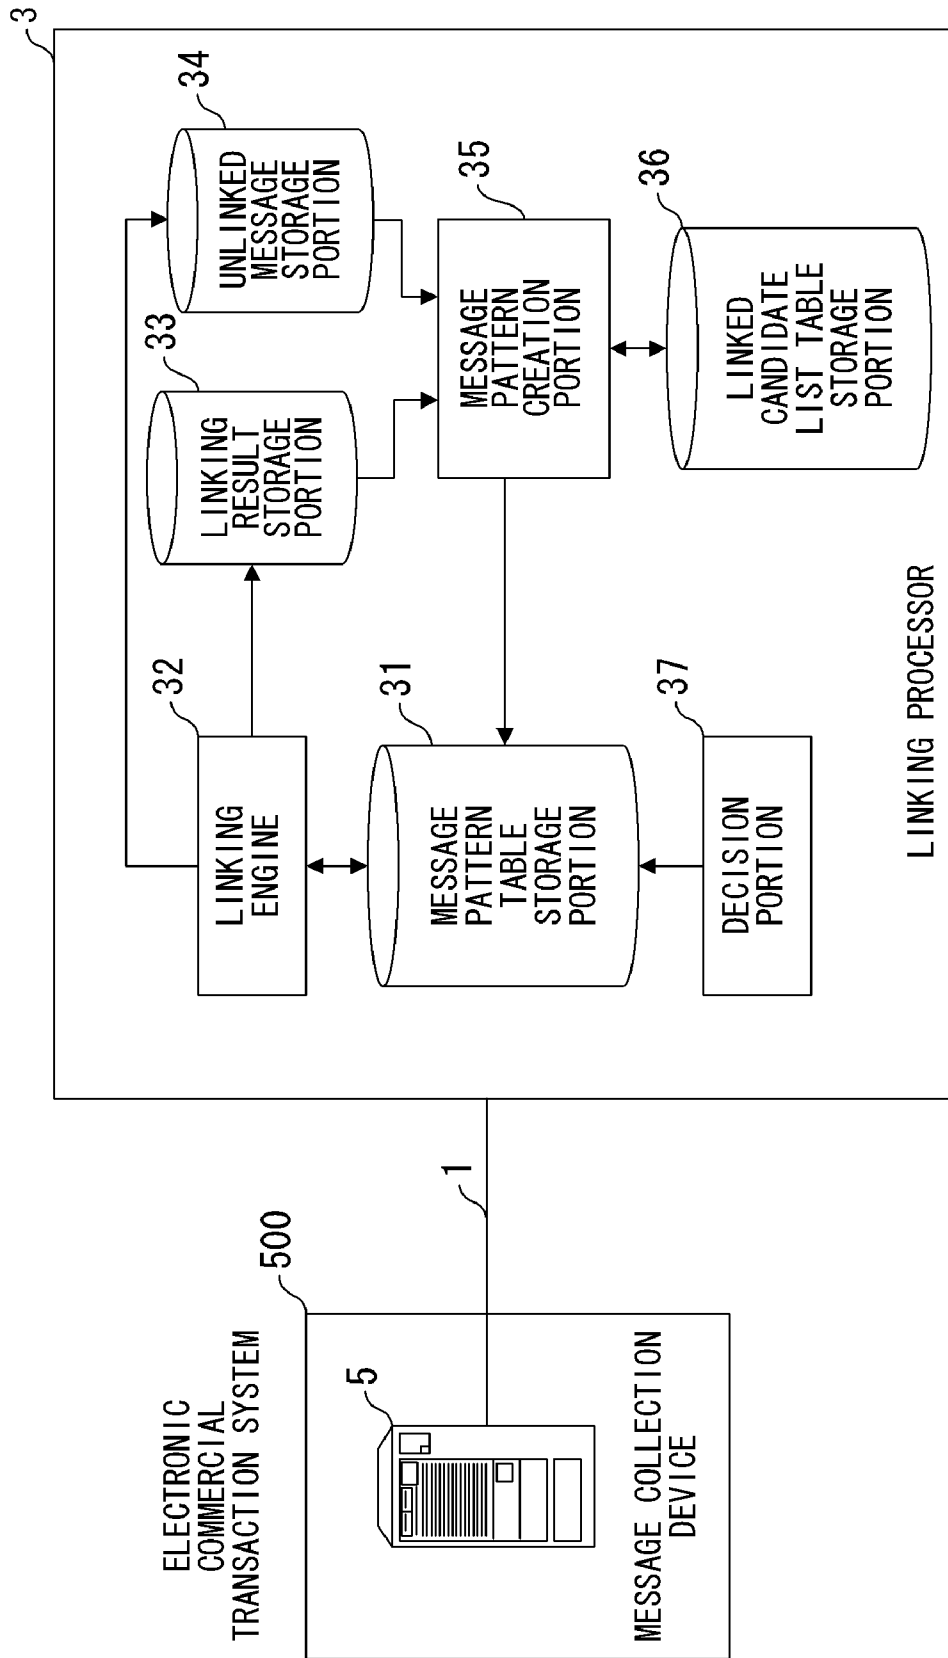 ELECTRONIC
COMMERCIAL
TRANSACTION SYSTEM
500
5
MESSAGE COLLECTION
DEVICE
1
3
32
LINKING
ENGINE
33
LINKING
RESULT
STORAGE
PORTION
34
UNLINKED
MESSAGE
STORAGE
PORTION
31
MESSAGE
PATTERN
TABLE
STORAGE
PORTION
35
MESSAGE
PATTERN
CREATION
PORTION
37
DECISION
PORTION
36
LINKED
CANDIDATE
LIST TABLE
STORAGE
PORTION
LINKING PROCESSOR